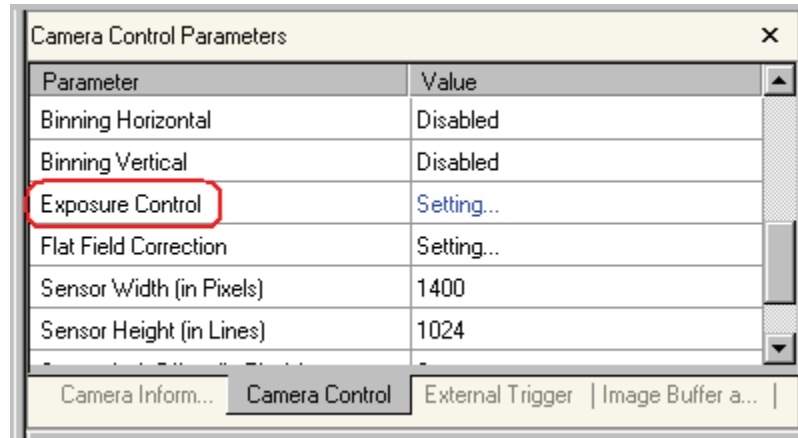 Camera Control Parameters
Parameter Value
Binning Horizontal Disabled
Binning Vertical Disabled
Exposure Control Setting...
Flat Field Correction Setting...
Sensor Width (in Pixels) 1400
Sensor Height (in Lines) 1024
Camera Inform... Camera Control External Trigger Image Buffer a...